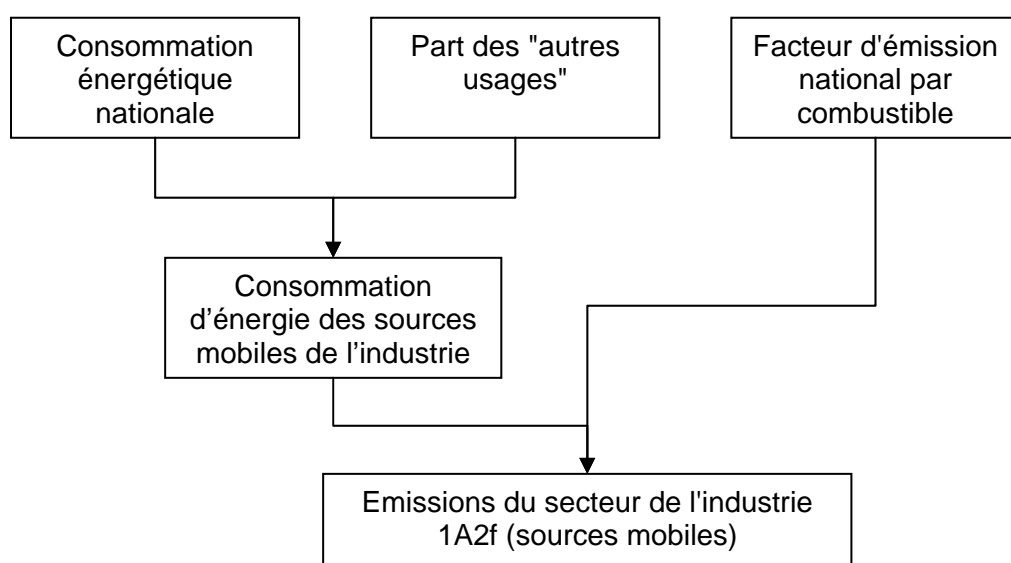 Consommation
énergétique
nationale
Part des "autres
usages"
Facteur d'émission
national par
combustible
Consommation
d’énergie des sources
mobiles de l’industrie
Emissions du secteur de l'industrie
1A2f (sources mobiles)